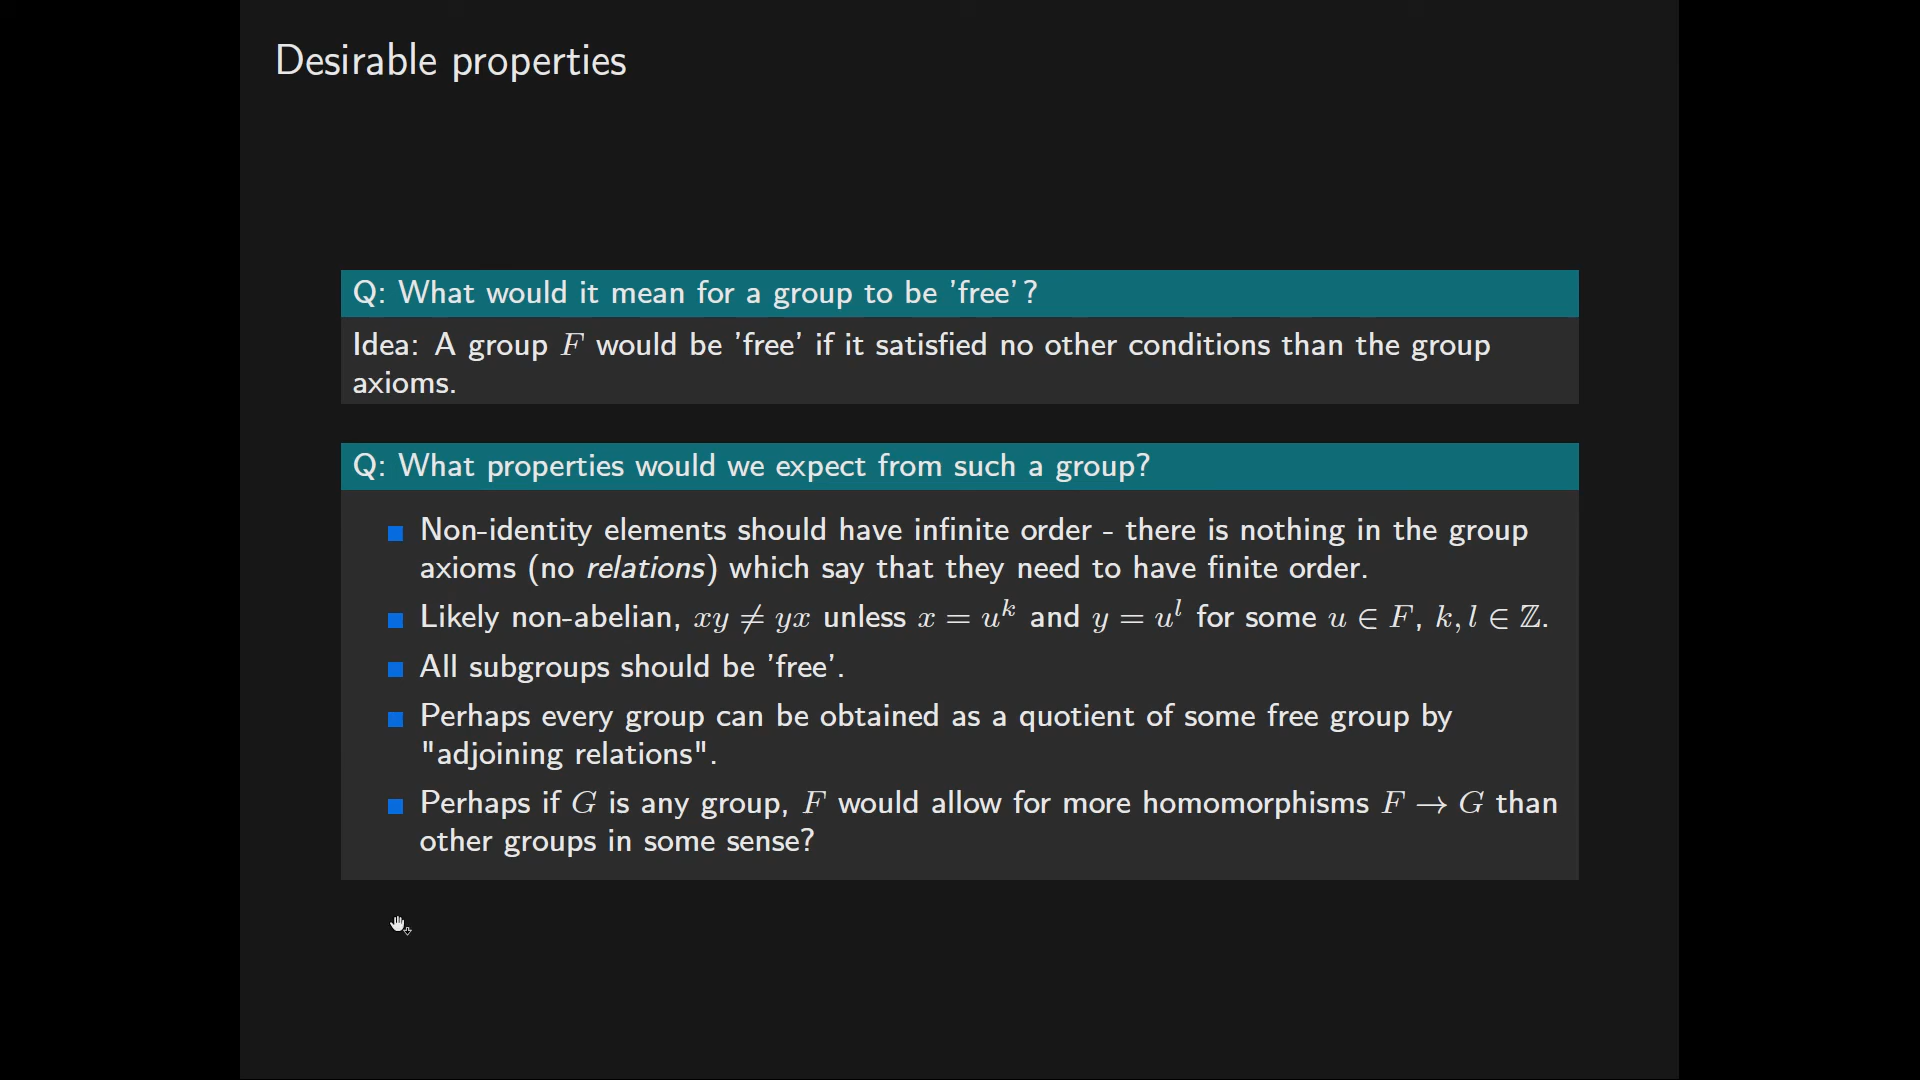 Desirable properties
Q: What would it mean for a group to be 'free'?
Idea: A group F would be 'free' if it satisfied no other conditions than the group
axioms.
Q: What properties would we expect from such a group?
Non-identity elements should have infinite order - there is nothing in the group
axioms (no relations) which say that they need to have finite order.
Likely non-abelian, xy ≠ yx unless x = u^k and y = u^l for some u ∈ F, k, l ∈ ℤ.
All subgroups should be 'free'.
Perhaps every group can be obtained as a quotient of some free group by
"adjoining relations".
Perhaps if G is any group, F would allow for more homomorphisms F → G than
other groups in some sense?